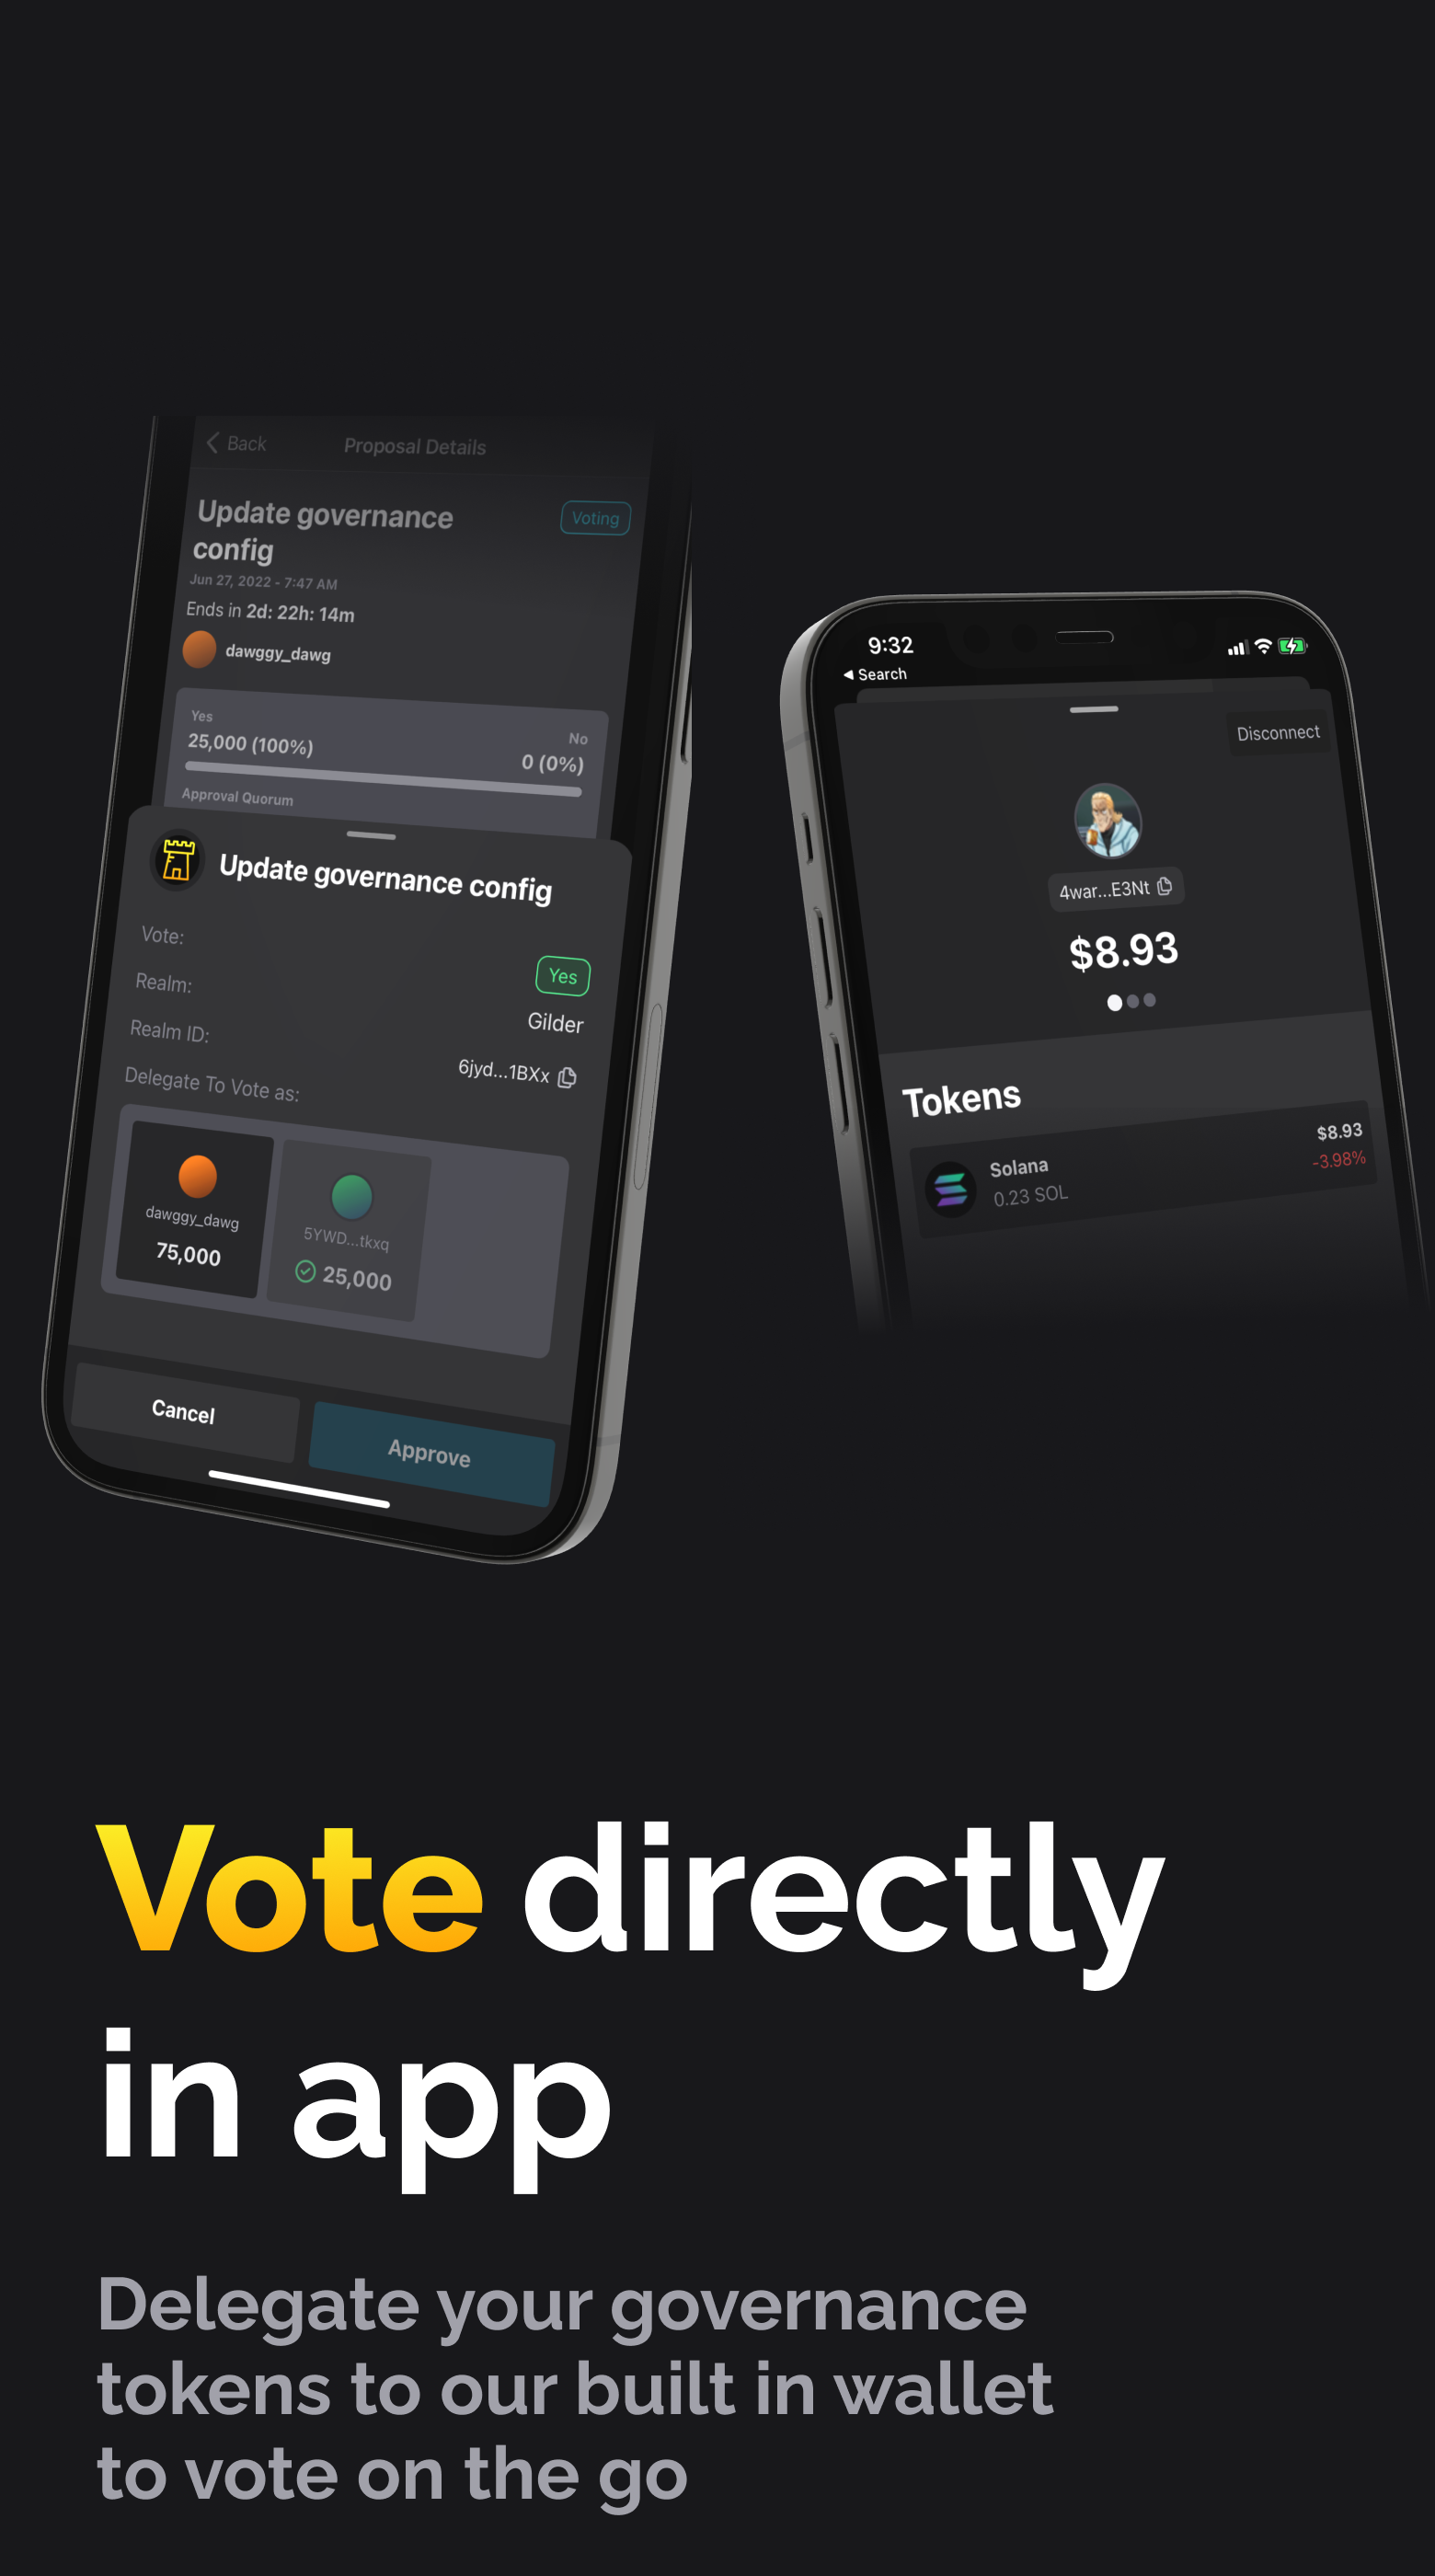 Back
Proposal Details
Update governance
config
Voting
Jun 27, 2022 - 7:47 AM
Ends in 2d: 22h: 14m
dawggy_dawg
Yes
No
25,000 (100%)
0 (0%)
Approval Quorum
Update governance config
Vote:
Yes
Realm:
Gilder
Realm ID:
6jyd...1BXx
Delegate To Vote as:
dawggy_dawg
75,000
5YWD...tkxq
25,000
Cancel
Approve
9:32
Search
Disconnect
4war...E3Nt
$8.93
Tokens
Solana
$8.93
0.23 SOL
-3.98%
Vote directly
in app
Delegate your governance
tokens to our built in wallet
to vote on the go